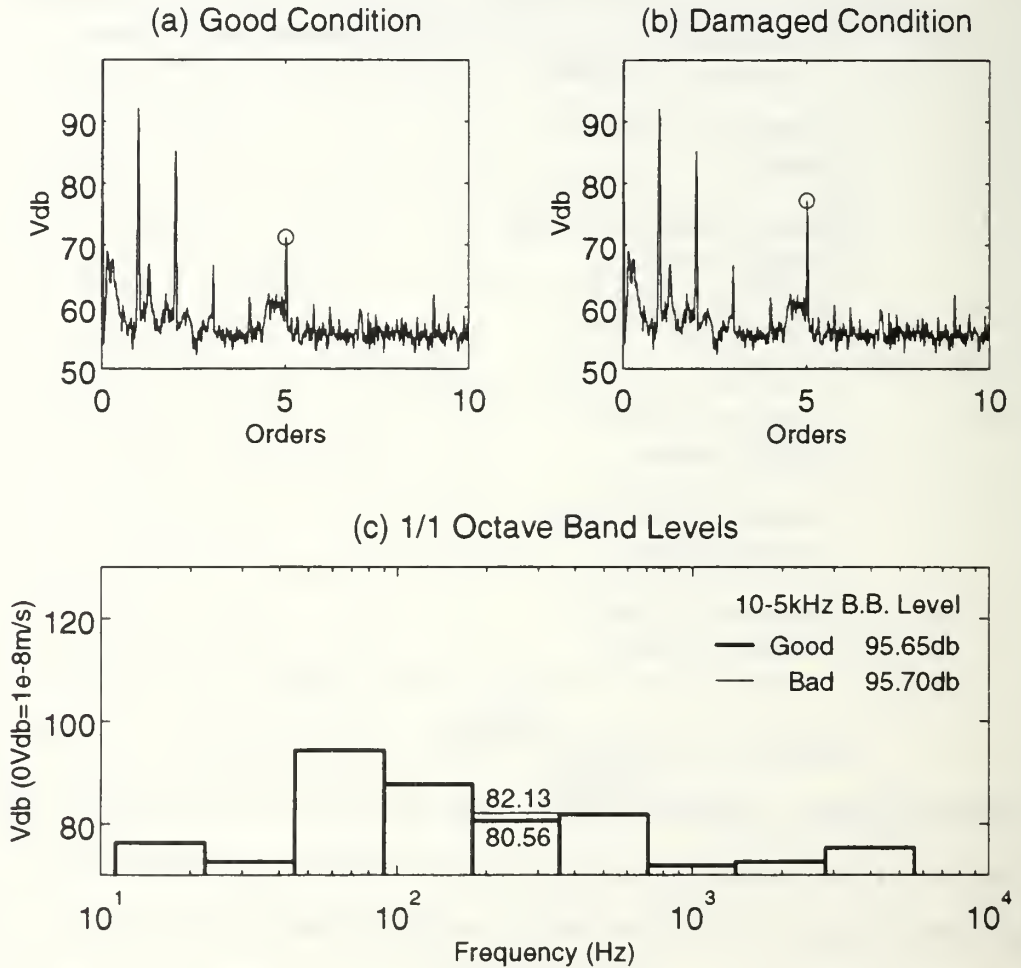 (a) Good Condition
(b) Damaged Condition
Vdb
90
80
70
60
50
0
5
10
Orders
Vdb
90
80
70
60
50
0
5
10
Orders
(c) 1/1 Octave Band Levels
Vdb (0Vdb=1e-8m/s)
120
100
80
10-5kHz B.B. Level
Good 95.65db
Bad 95.70db
82.13
80.56
10^1
10^2
10^3
10^4
Frequency (Hz)